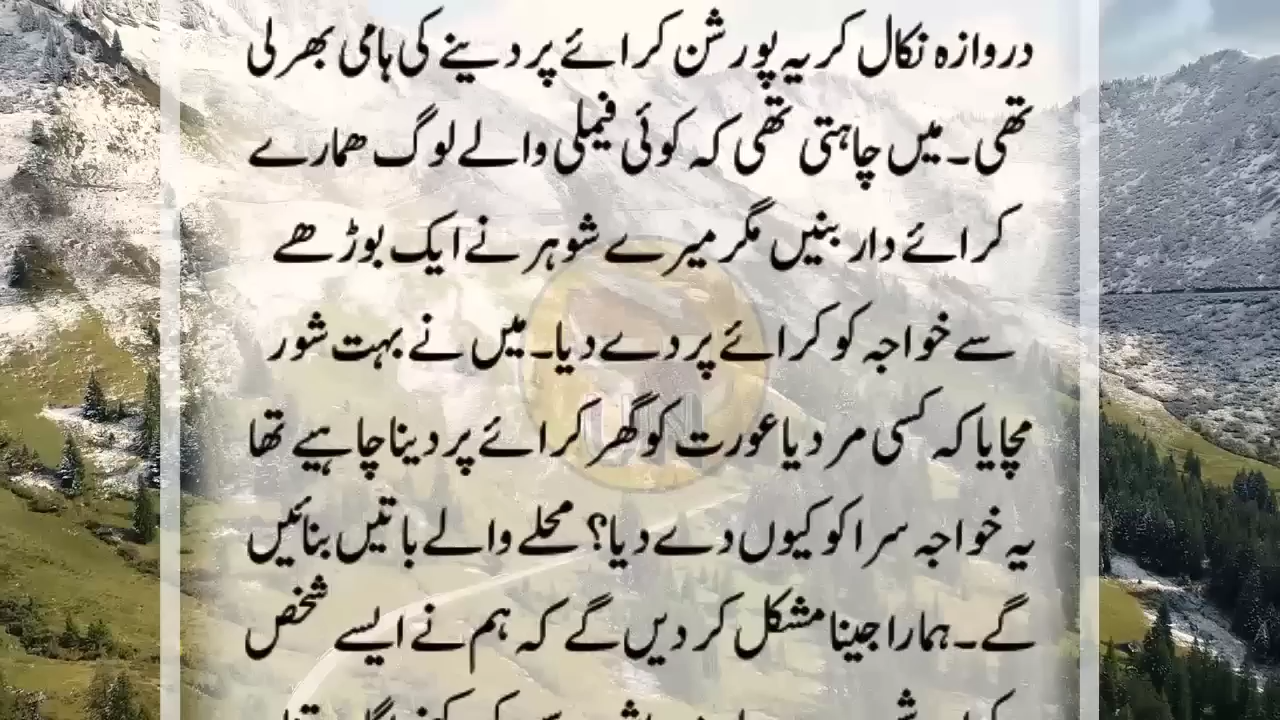 دروازہ نکال کر یہ پورشن کرائے پر دینے کی ہامی بھر لی
تھی۔ میں چاہتی تھی کہ کوئی فیملی والے لوگ ھمارے
کرائے دار بنیں مگر میرے شوہر نے ایک بوڑھے
سے خواجہ کو کرائے پر دے دیا۔ میں نے بہت شور
مچایا کہ کسی مرد یا عورت کو گھر کرائے پر دینا چاہیے تھا
یہ خواجہ سرا کو کیوں دے دیا؟ محلے والے باتیں بنائیں
گے۔ ہمارا جینا مشکل کر دیں گے کہ ہم نے ایسے شخص